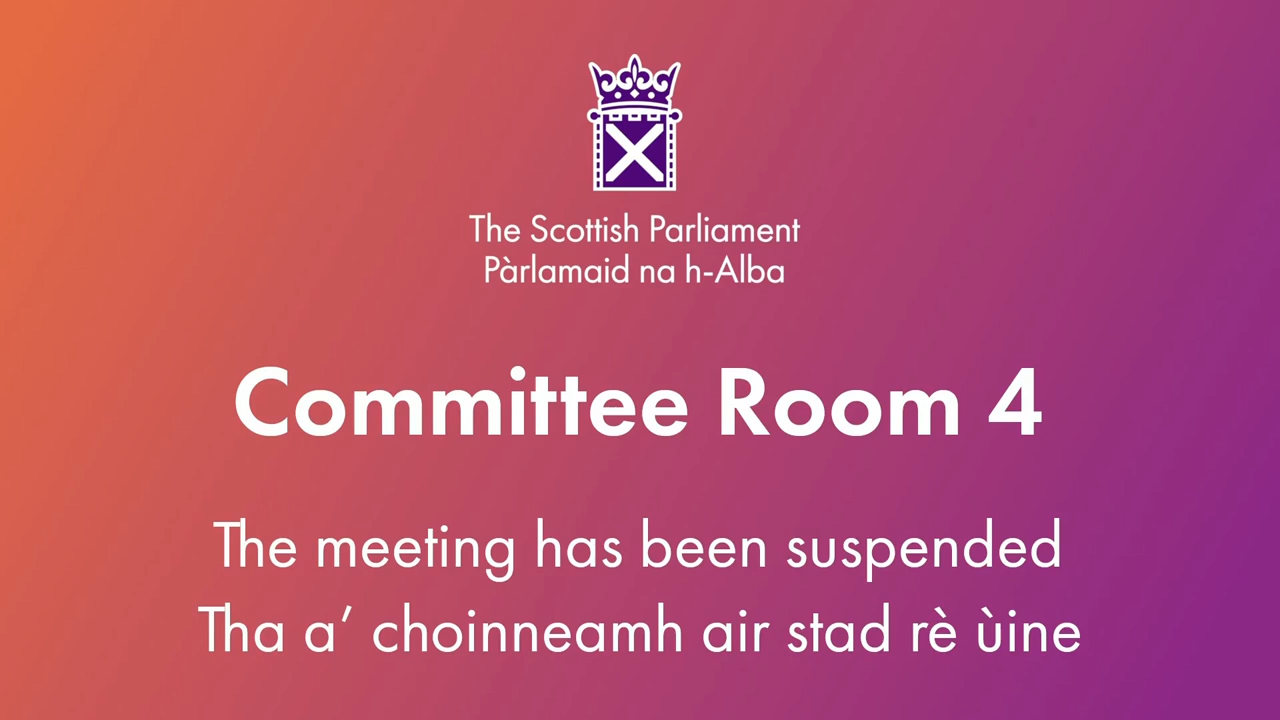 The Scottish Parliament
Pàrlamaid na h-Alba
Committee Room 4
The meeting has been suspended
Tha a’ choinneamh air stad rè ùine